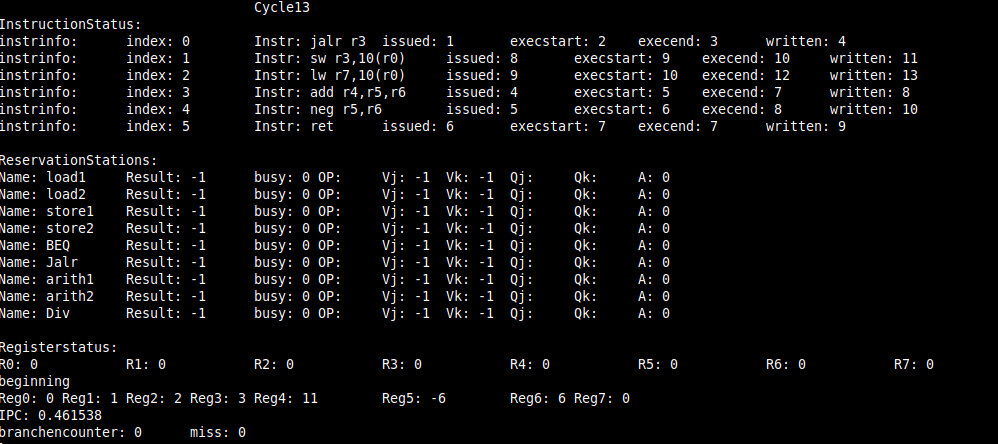 Cycle13
InstructionStatus:
instrinfo: index: 0 Instr: jalr r3 issued: 1 execstart: 2 execend: 3 written: 4
instrinfo: index: 1 Instr: sw r3,10(r0) issued: 8 execstart: 9 execend: 10 written: 11
instrinfo: index: 2 Instr: lw r7,10(r0) issued: 9 execstart: 10 execend: 12 written: 13
instrinfo: index: 3 Instr: add r4,r5,r6 issued: 4 execstart: 5 execend: 7 written: 8
instrinfo: index: 4 Instr: neg r5,r6 issued: 5 execstart: 6 execend: 8 written: 10
instrinfo: index: 5 Instr: ret issued: 6 execstart: 7 execend: 7 written: 9
ReservationStations:
Name: load1 Result: -1 busy: 0 OP: Vj: -1 Vk: -1 Qj: Qk: A: 0
Name: load2 Result: -1 busy: 0 OP: Vj: -1 Vk: -1 Qj: Qk: A: 0
Name: store1 Result: -1 busy: 0 OP: Vj: -1 Vk: -1 Qj: Qk: A: 0
Name: store2 Result: -1 busy: 0 OP: Vj: -1 Vk: -1 Qj: Qk: A: 0
Name: BEQ Result: -1 busy: 0 OP: Vj: -1 Vk: -1 Qj: Qk: A: 0
Name: Jalr Result: -1 busy: 0 OP: Vj: -1 Vk: -1 Qj: Qk: A: 0
Name: arith1 Result: -1 busy: 0 OP: Vj: -1 Vk: -1 Qj: Qk: A: 0
Name: arith2 Result: -1 busy: 0 OP: Vj: -1 Vk: -1 Qj: Qk: A: 0
Name: Div Result: -1 busy: 0 OP: Vj: -1 Vk: -1 Qj: Qk: A: 0
Registerstatus:
R0: 0 R1: 0 R2: 0 R3: 0 R4: 0 R5: 0 R6: 0 R7: 0
beginning
Reg0: 0 Reg1: 1 Reg2: 2 Reg3: 3 Reg4: 11 Reg5: -6 Reg6: 6 Reg7: 0
IPC: 0.461538
branchencounter: 0 miss: 0